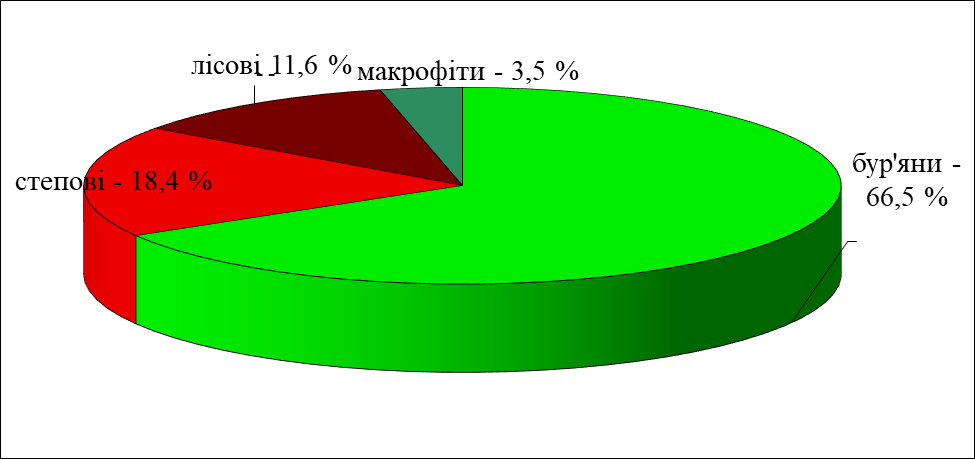 лісові - 11,6 %
макрофіти - 3,5 %
бур'яни -
66,5 %
степові - 18,4 %